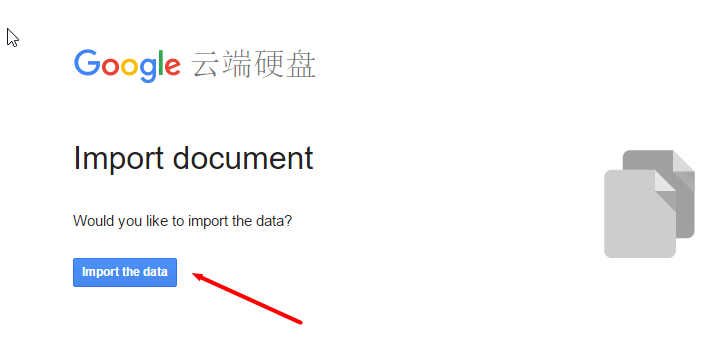 Google 云端硬盘
Import document
Would you like to import the data?
Import the data